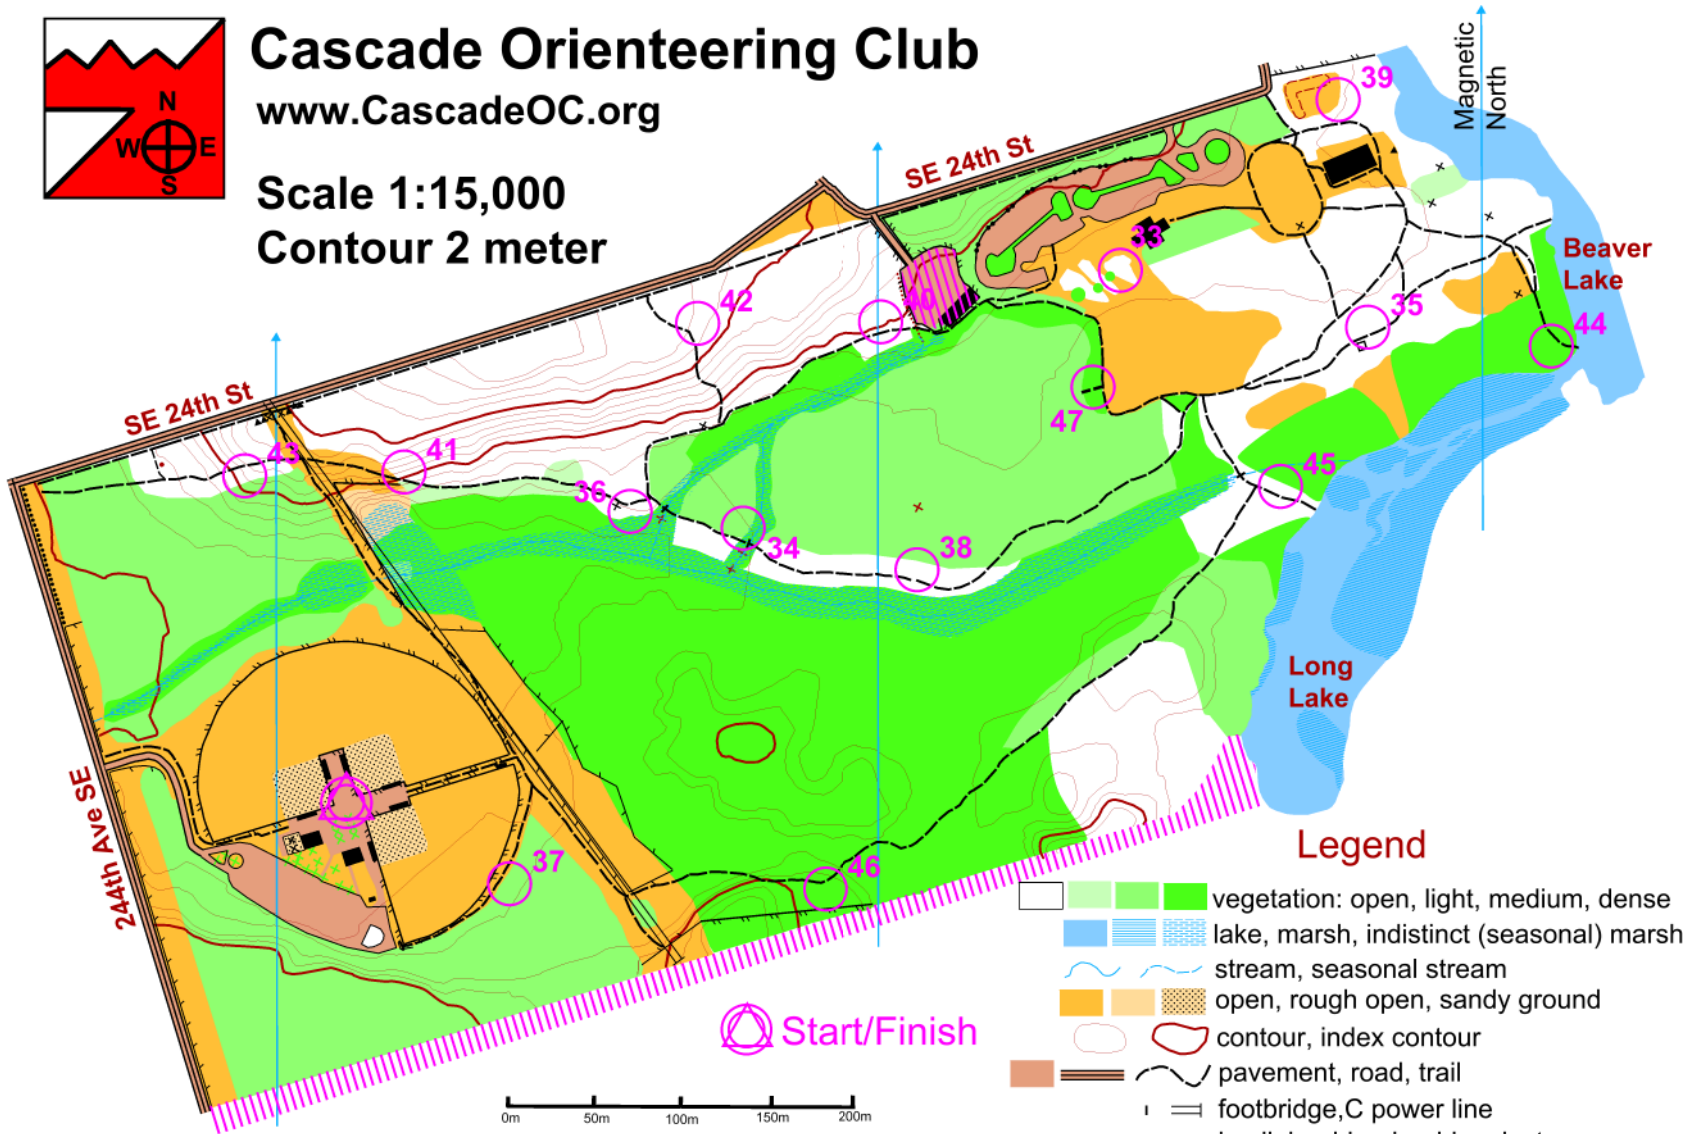 Cascade Orienteering Club
www.CascadeOC.org
N
W E
S
Scale 1:15,000
Contour 2 meter
SE 24th St
SE 24th St
244th Ave SE
Magnetic
North
Beaver
Lake
Long
Lake
39
33
42
40
35
44
47
43
41
36
45
34
38
37
46
Start/Finish
0m 50m 100m 150m 200m
Legend
vegetation: open, light, medium, dense
lake, marsh, indistinct (seasonal) marsh
stream, seasonal stream
open, rough open, sandy ground
contour, index contour
pavement, road, trail
footbridge,C power line